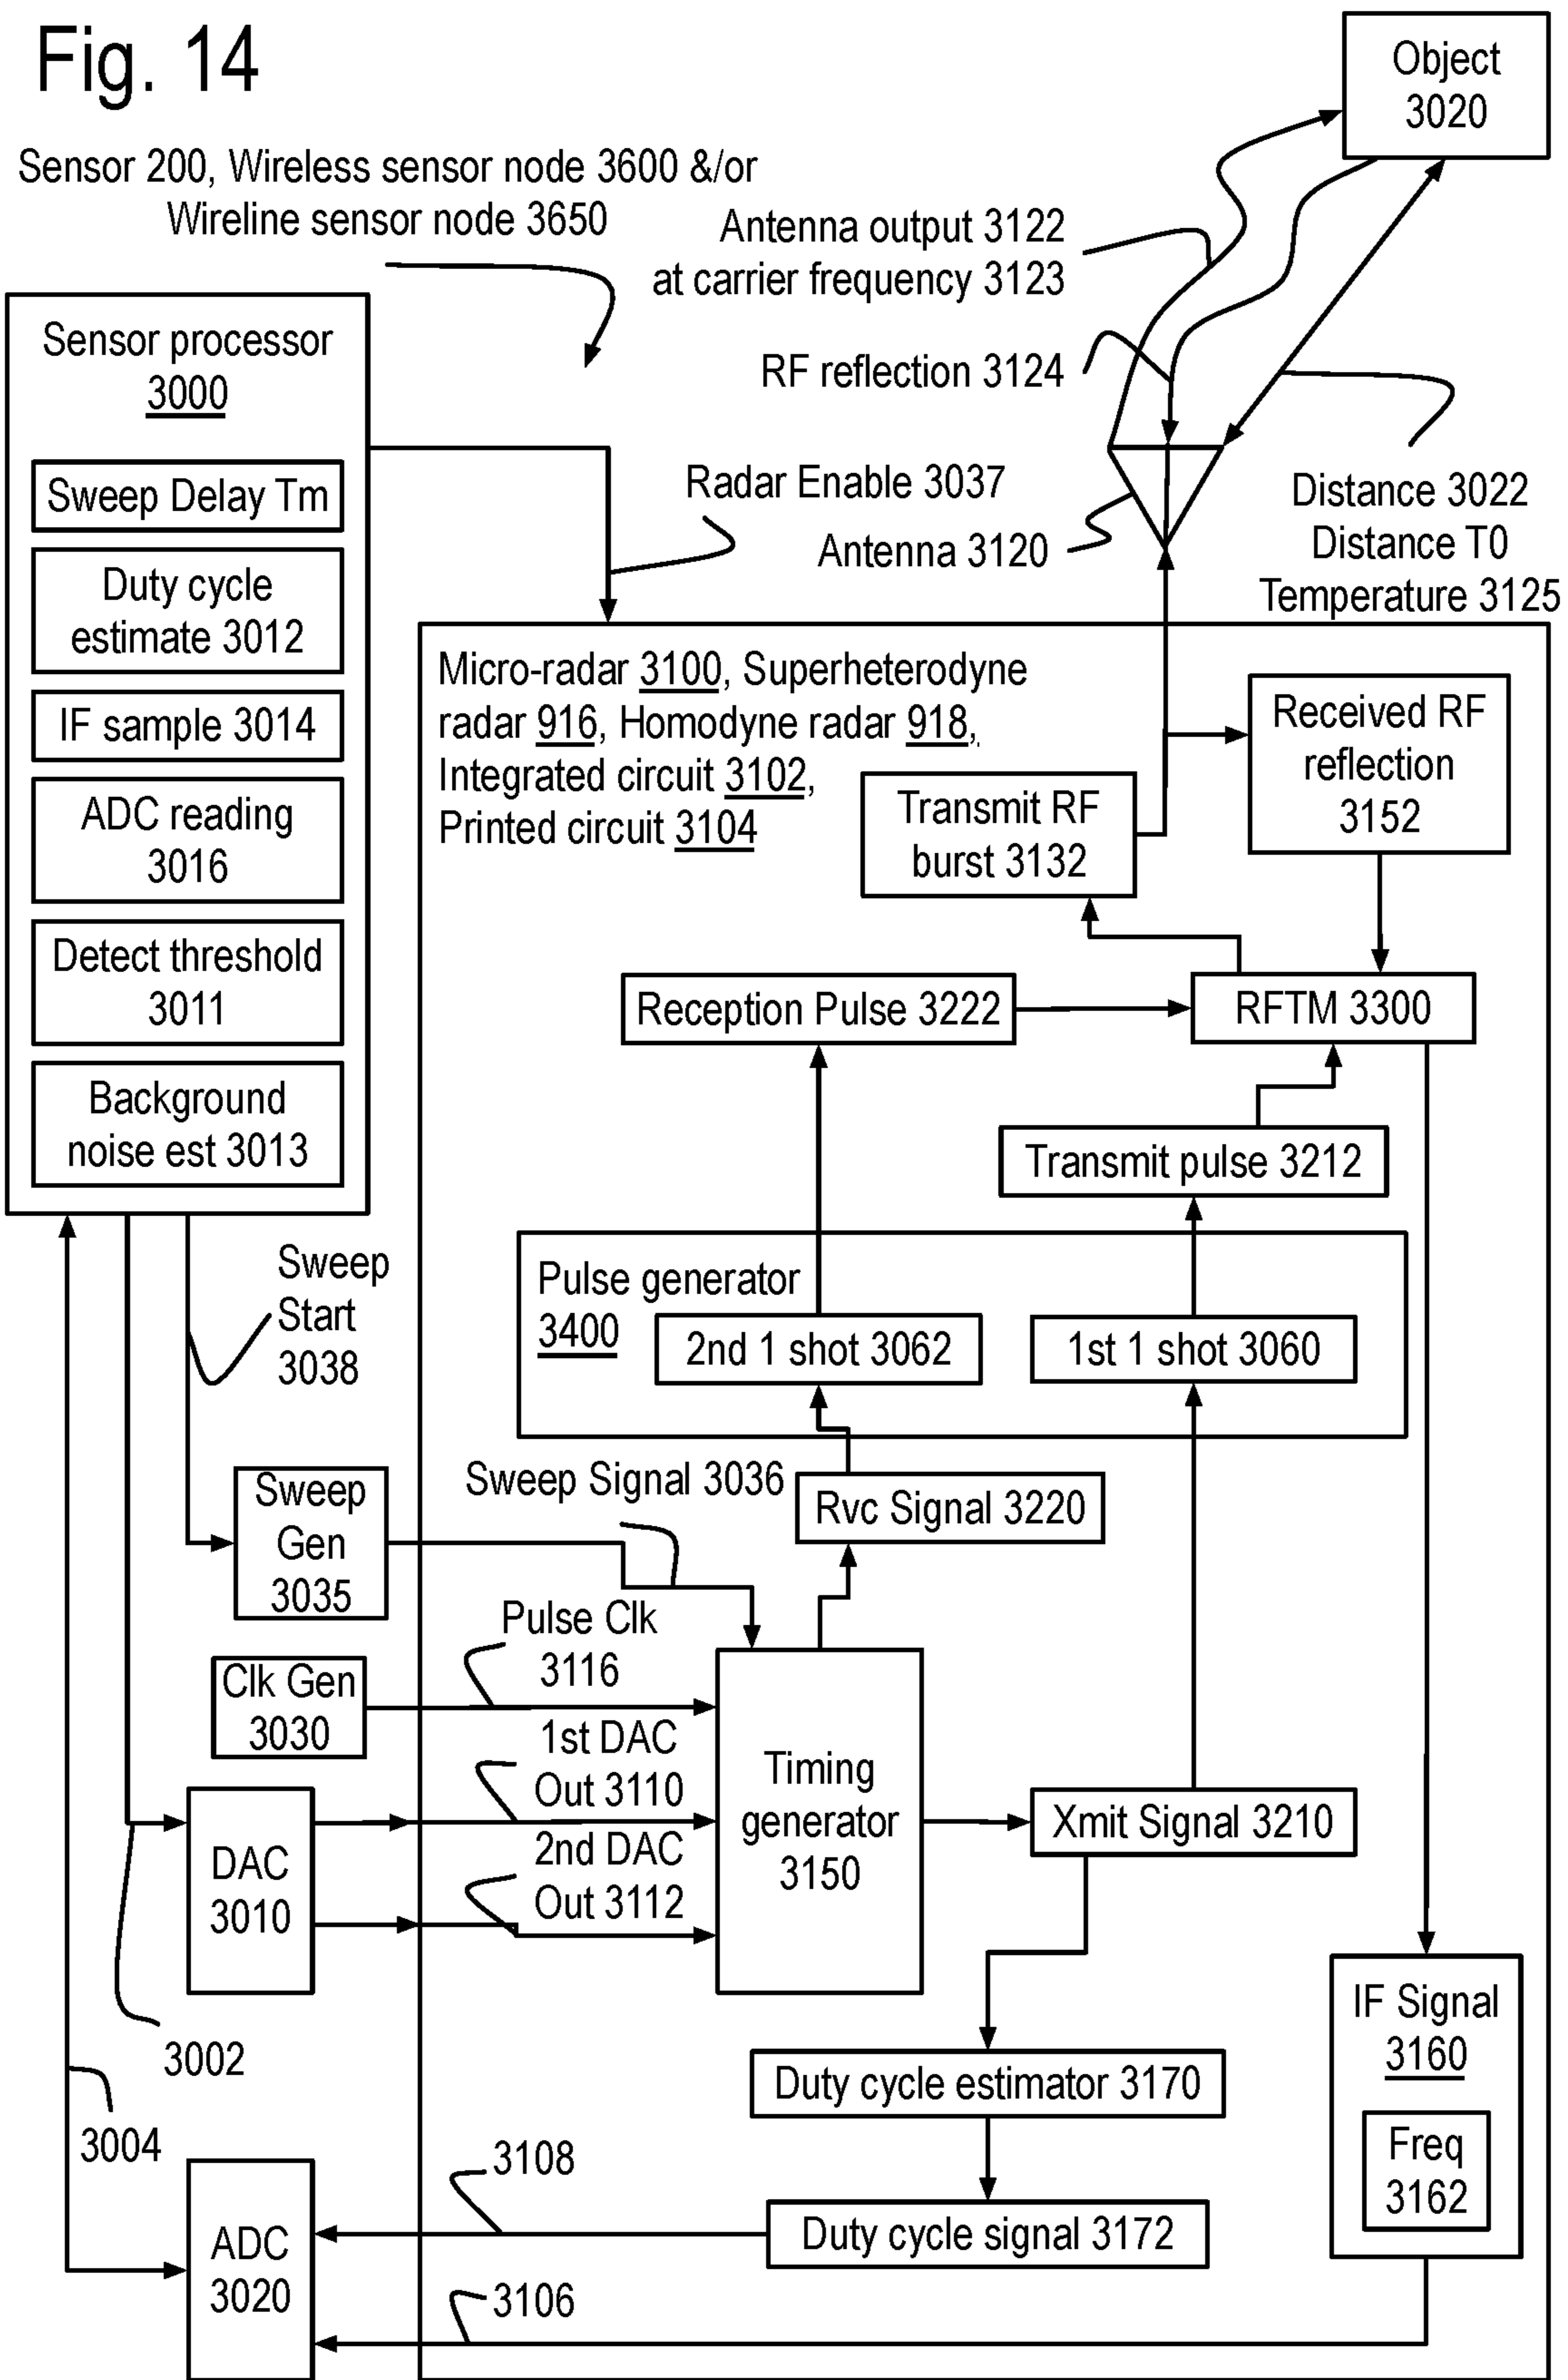 Fig. 14
Object
3020
Sensor 200, Wireless sensor node 3600 &/or
Wireline sensor node 3650
Antenna output 3122
at carrier frequency 3123
RF reflection 3124
Radar Enable 3037
Antenna 3120
Distance 3022
Distance T0
Temperature 3125
Sensor processor
3000
Sweep Delay Tm
Duty cycle
estimate 3012
IF sample 3014
ADC reading
3016
Detect threshold
3011
Background
noise est 3013
Micro-radar 3100, Superheterodyne
radar 916, Homodyne radar 918,
Integrated circuit 3102,
Printed circuit 3104
Received RF
reflection
3152
Transmit RF
burst 3132
Reception Pulse 3222
RFTM 3300
Transmit pulse 3212
Pulse generator
3400
2nd 1 shot 3062
1st 1 shot 3060
Sweep
Start
3038
Sweep Signal 3036
Rvc Signal 3220
Sweep
Gen
3035
Pulse Clk
3116
Clk Gen
3030
1st DAC
Out 3110
2nd DAC
Out 3112
DAC
3010
Timing
generator
3150
Xmit Signal 3210
IF Signal
3160
Freq
3162
3002
3004
Duty cycle estimator 3170
3108
Duty cycle signal 3172
ADC
3020
3106